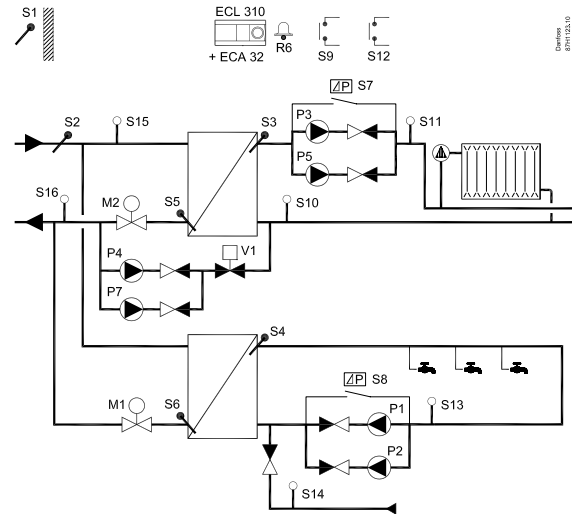 S1
ECL 310
+ ECA 32
R6
S9
S12
Danfoss
87H1123.10
P S7
S2
S15
S3
P3
S11
P5
S16
M2
S5
S10
P4
V1
P7
S4
P S8
M1
S6
P1
S13
P2
S14